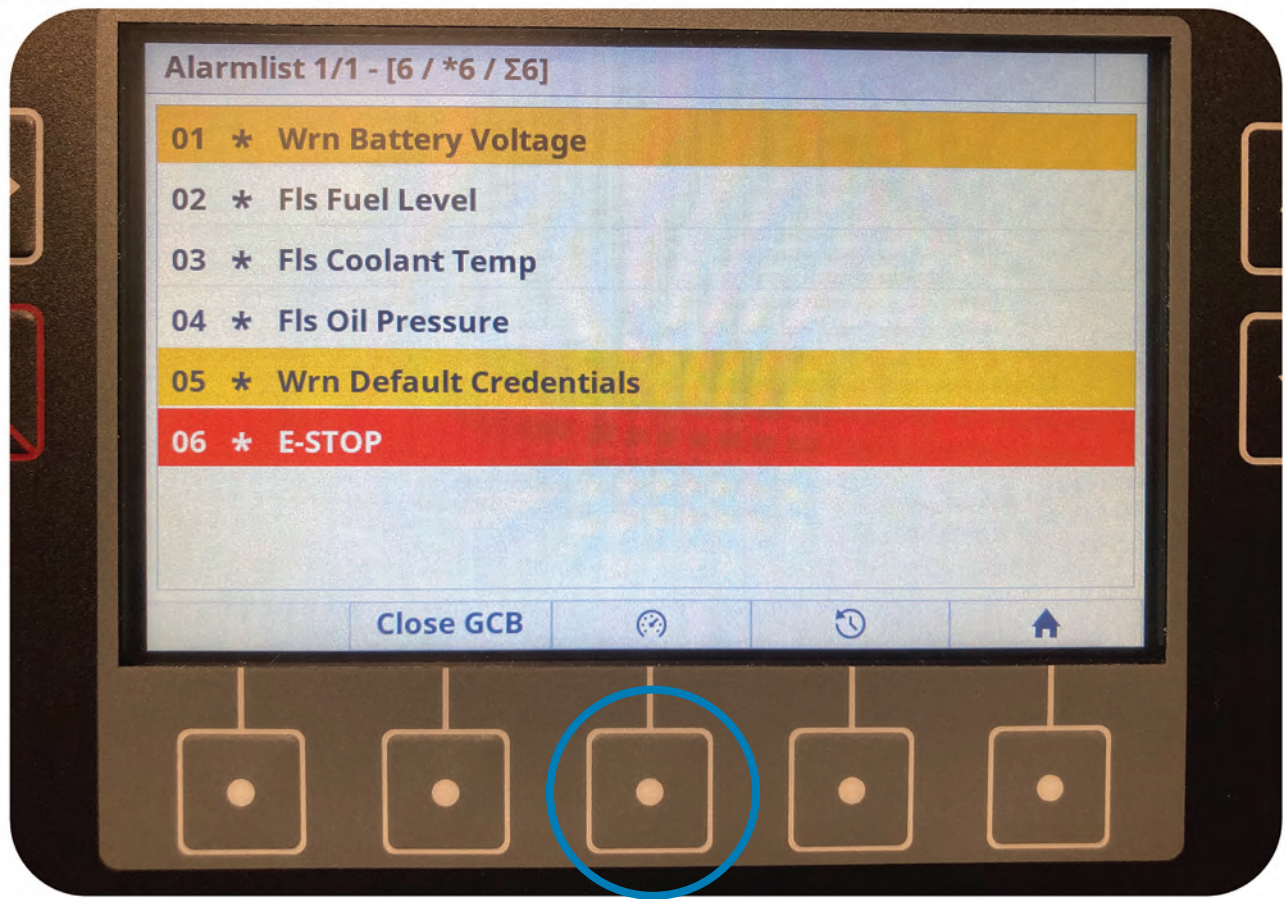 Alarmlist 1/1 - [6 / *6 / Σ6]
01 * Wrn Battery Voltage
02 * Fls Fuel Level
03 * Fls Coolant Temp
04 * Fls Oil Pressure
05 * Wrn Default Credentials
06 * E-STOP
Close GCB